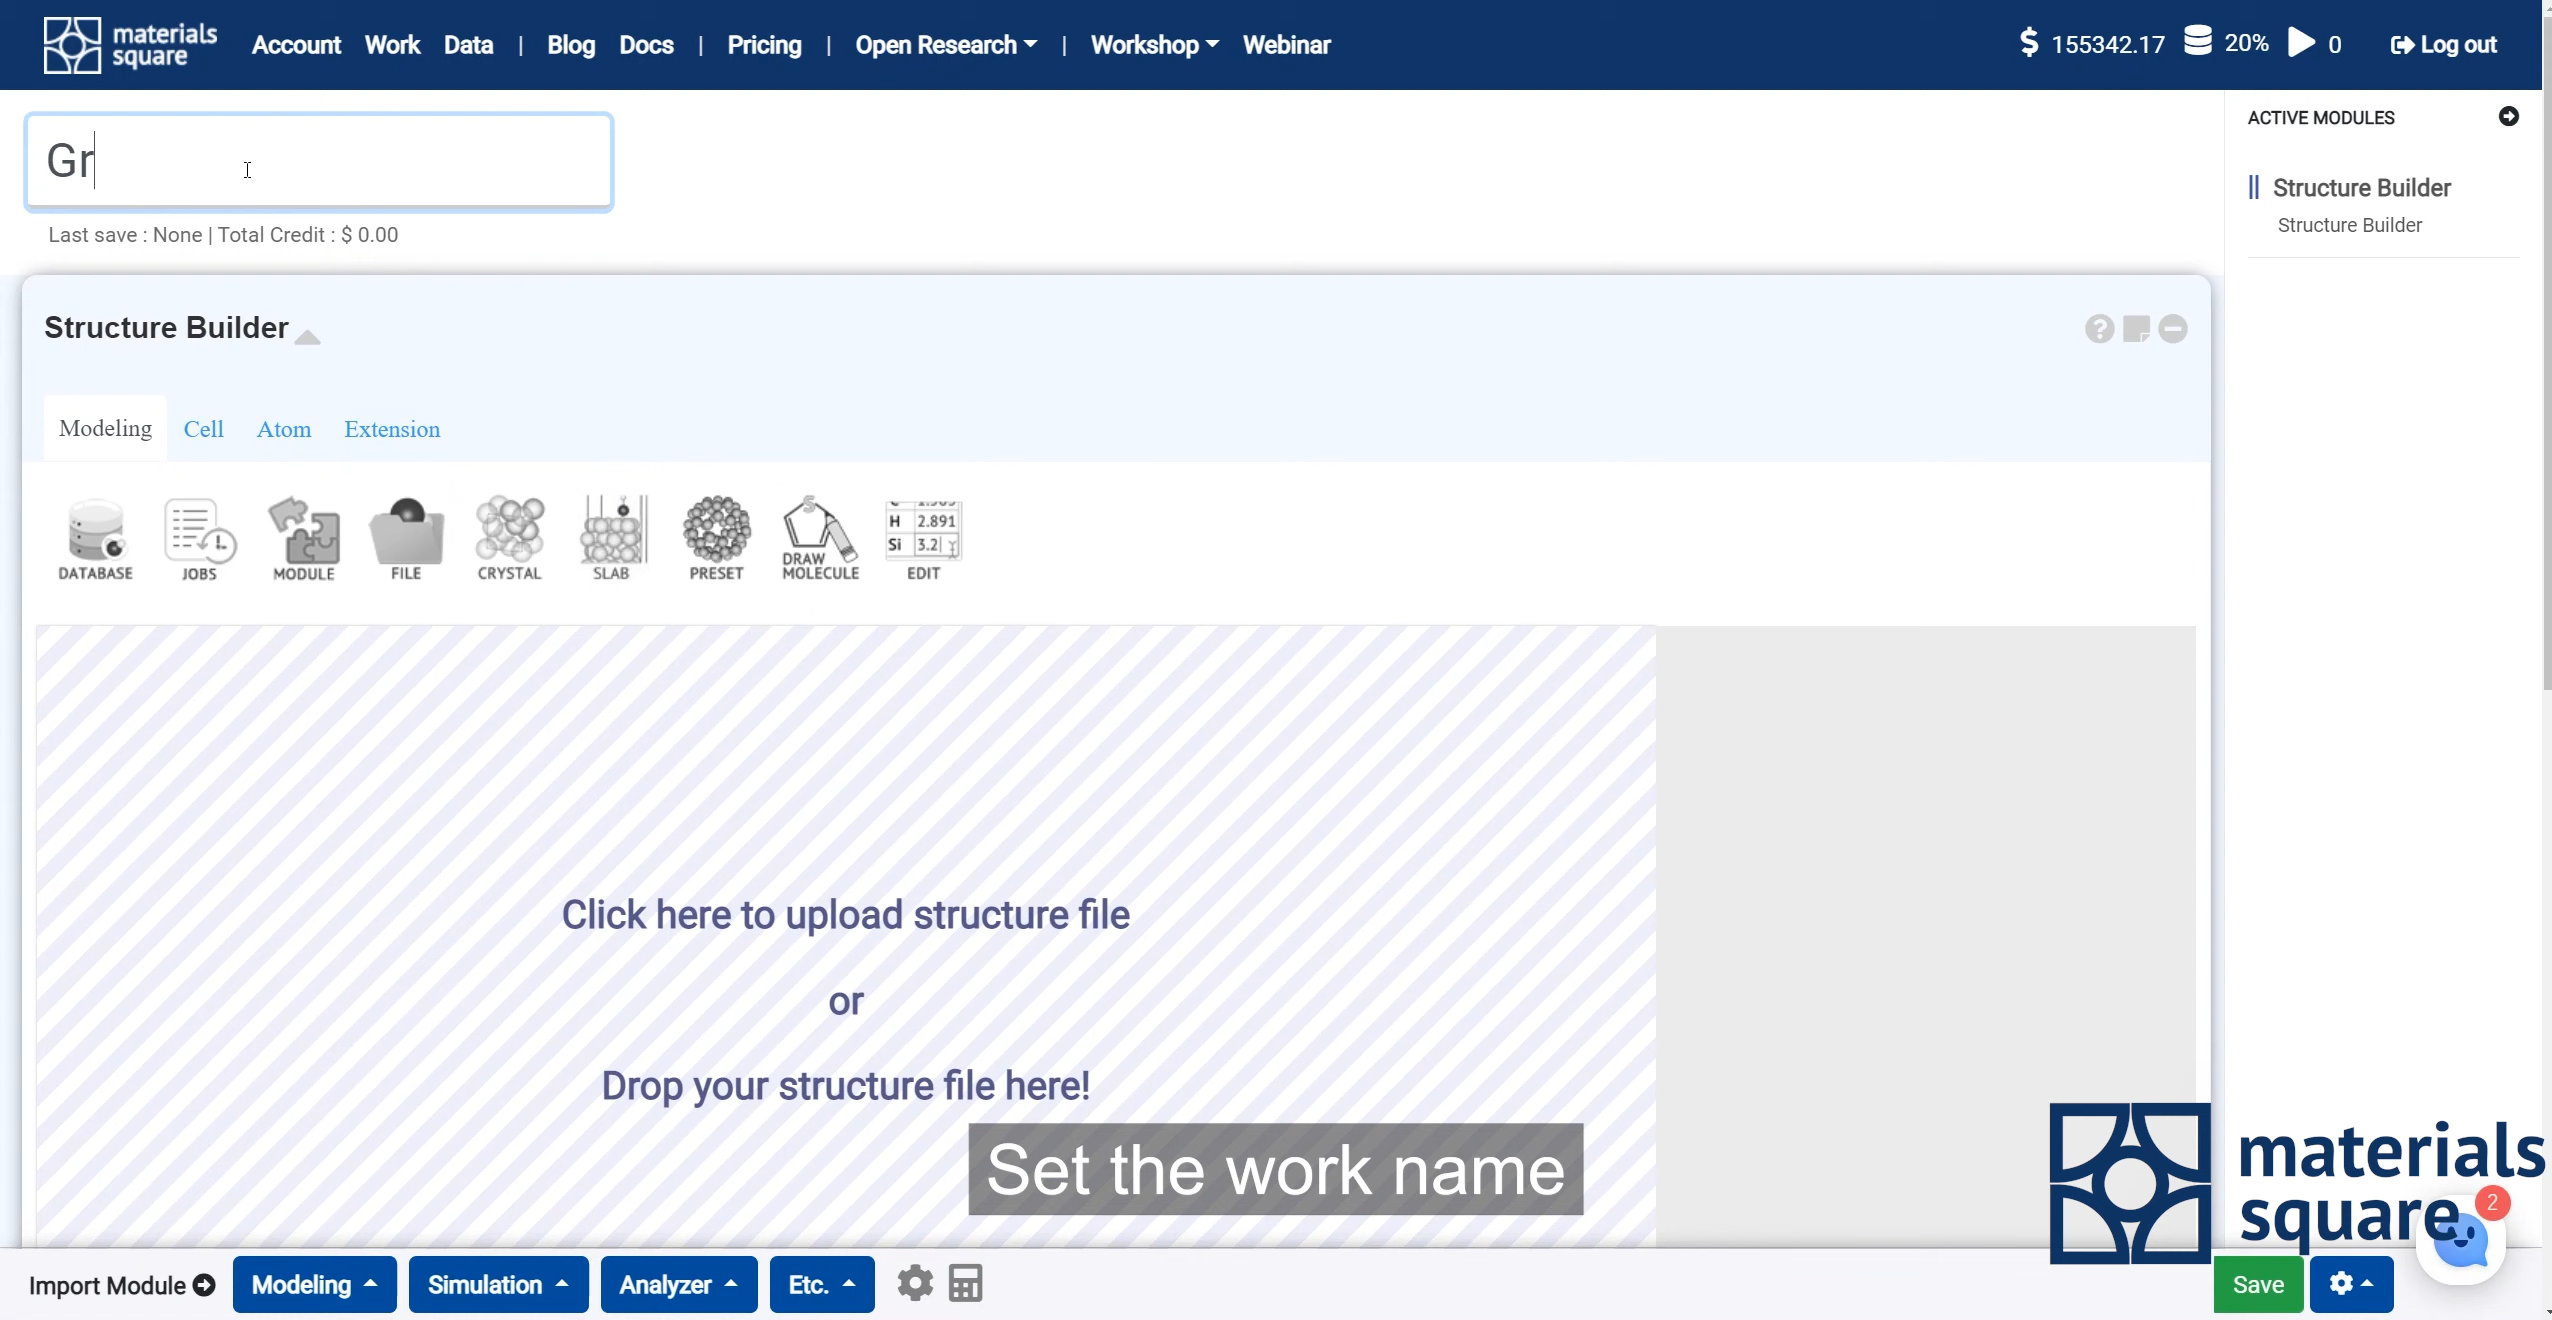 materials square Account Work Data | Blog Docs | Pricing | Open Research | Workshop Webinar $ 155342.17 20% 0 Log out
Gr
Last save : None | Total Credit : $ 0.00
ACTIVE MODULES
Structure Builder
Structure Builder
Structure Builder
Modeling Cell Atom Extension
H 2.891
Si 3.2
DATABASE JOBS MODULE FILE CRYSTAL SLAB PRESET DRAW MOLECULE EDIT
Click here to upload structure file
or
Drop your structure file here!
Set the work name
materials
square
2
Import Module Modeling Simulation Analyzer Etc. Save